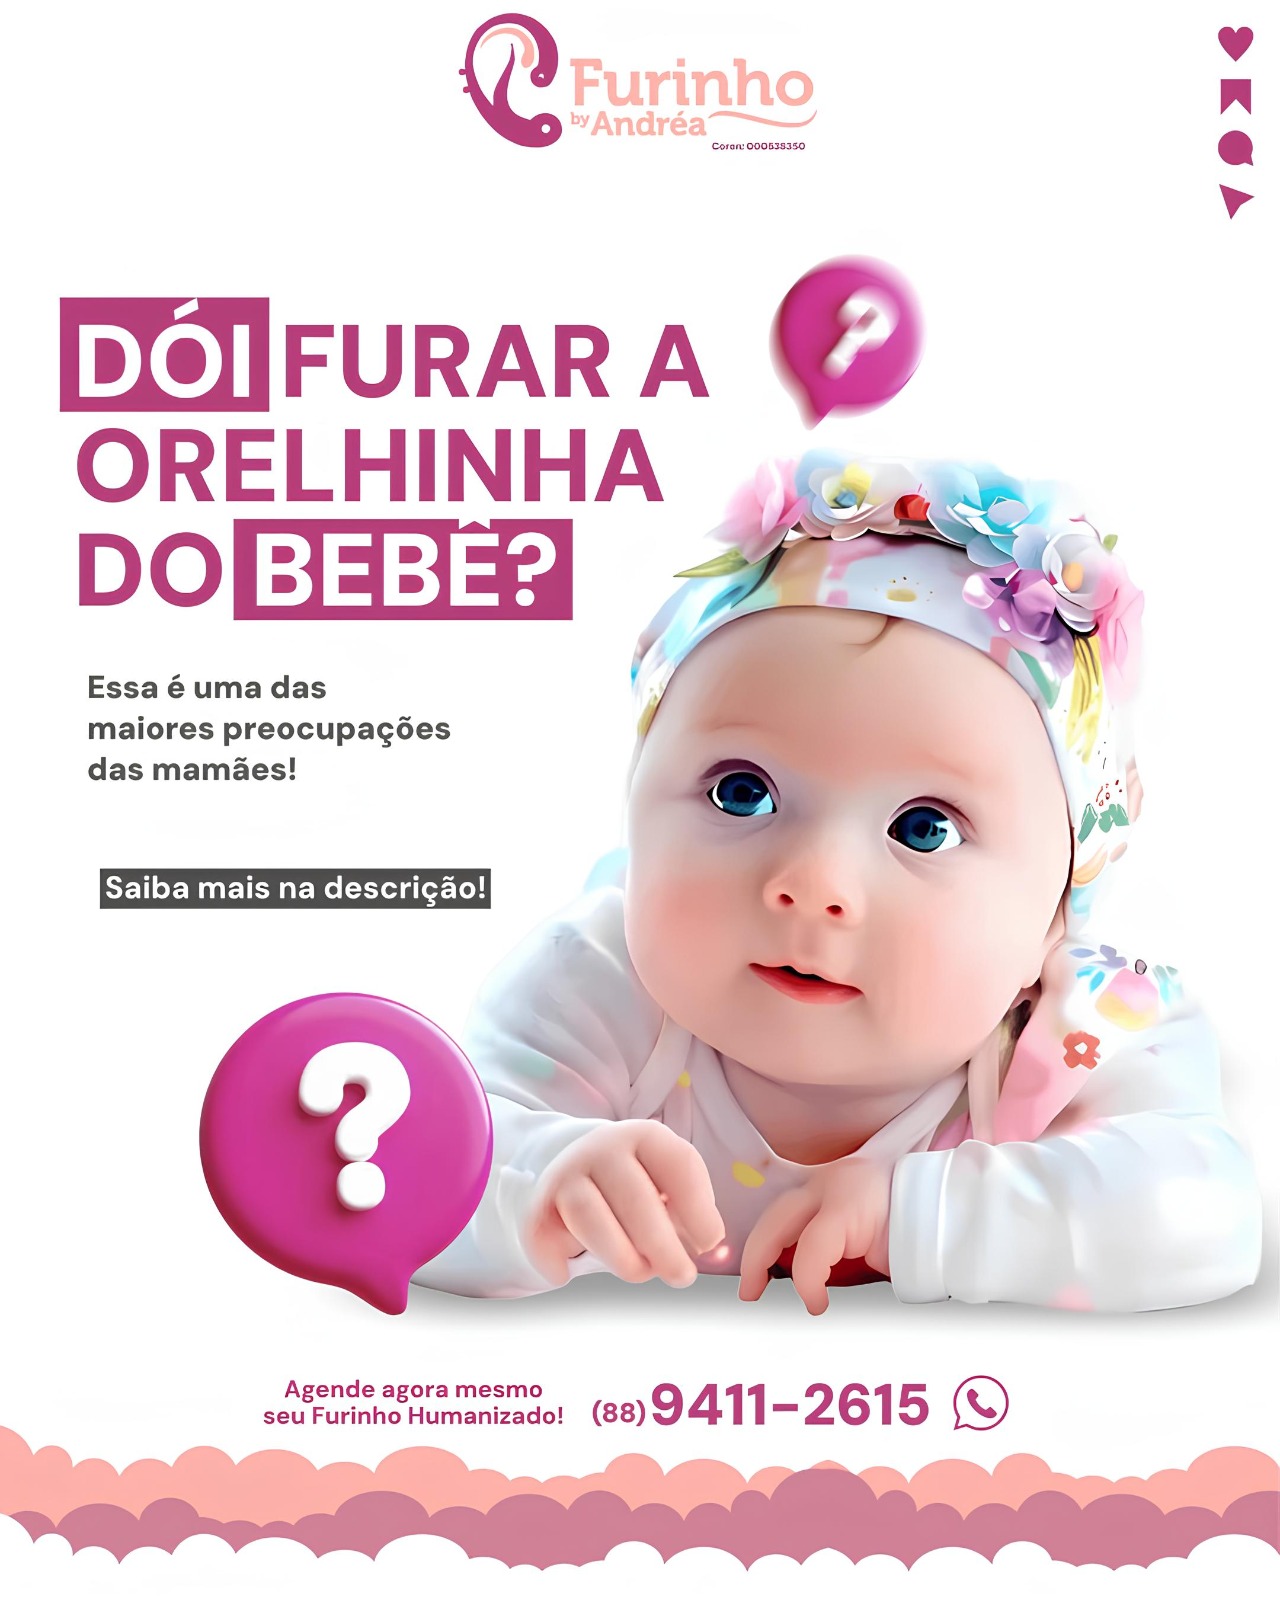 Furinho
by Andréa
Coren: 000538350
DÓI FURAR A
ORELHINHA
DO BEBÊ?
Essa é uma das
maiores preocupações
das mamães!
Saiba mais na descrição!
Agende agora mesmo
seu Furinho Humanizado!
(88) 9411-2615